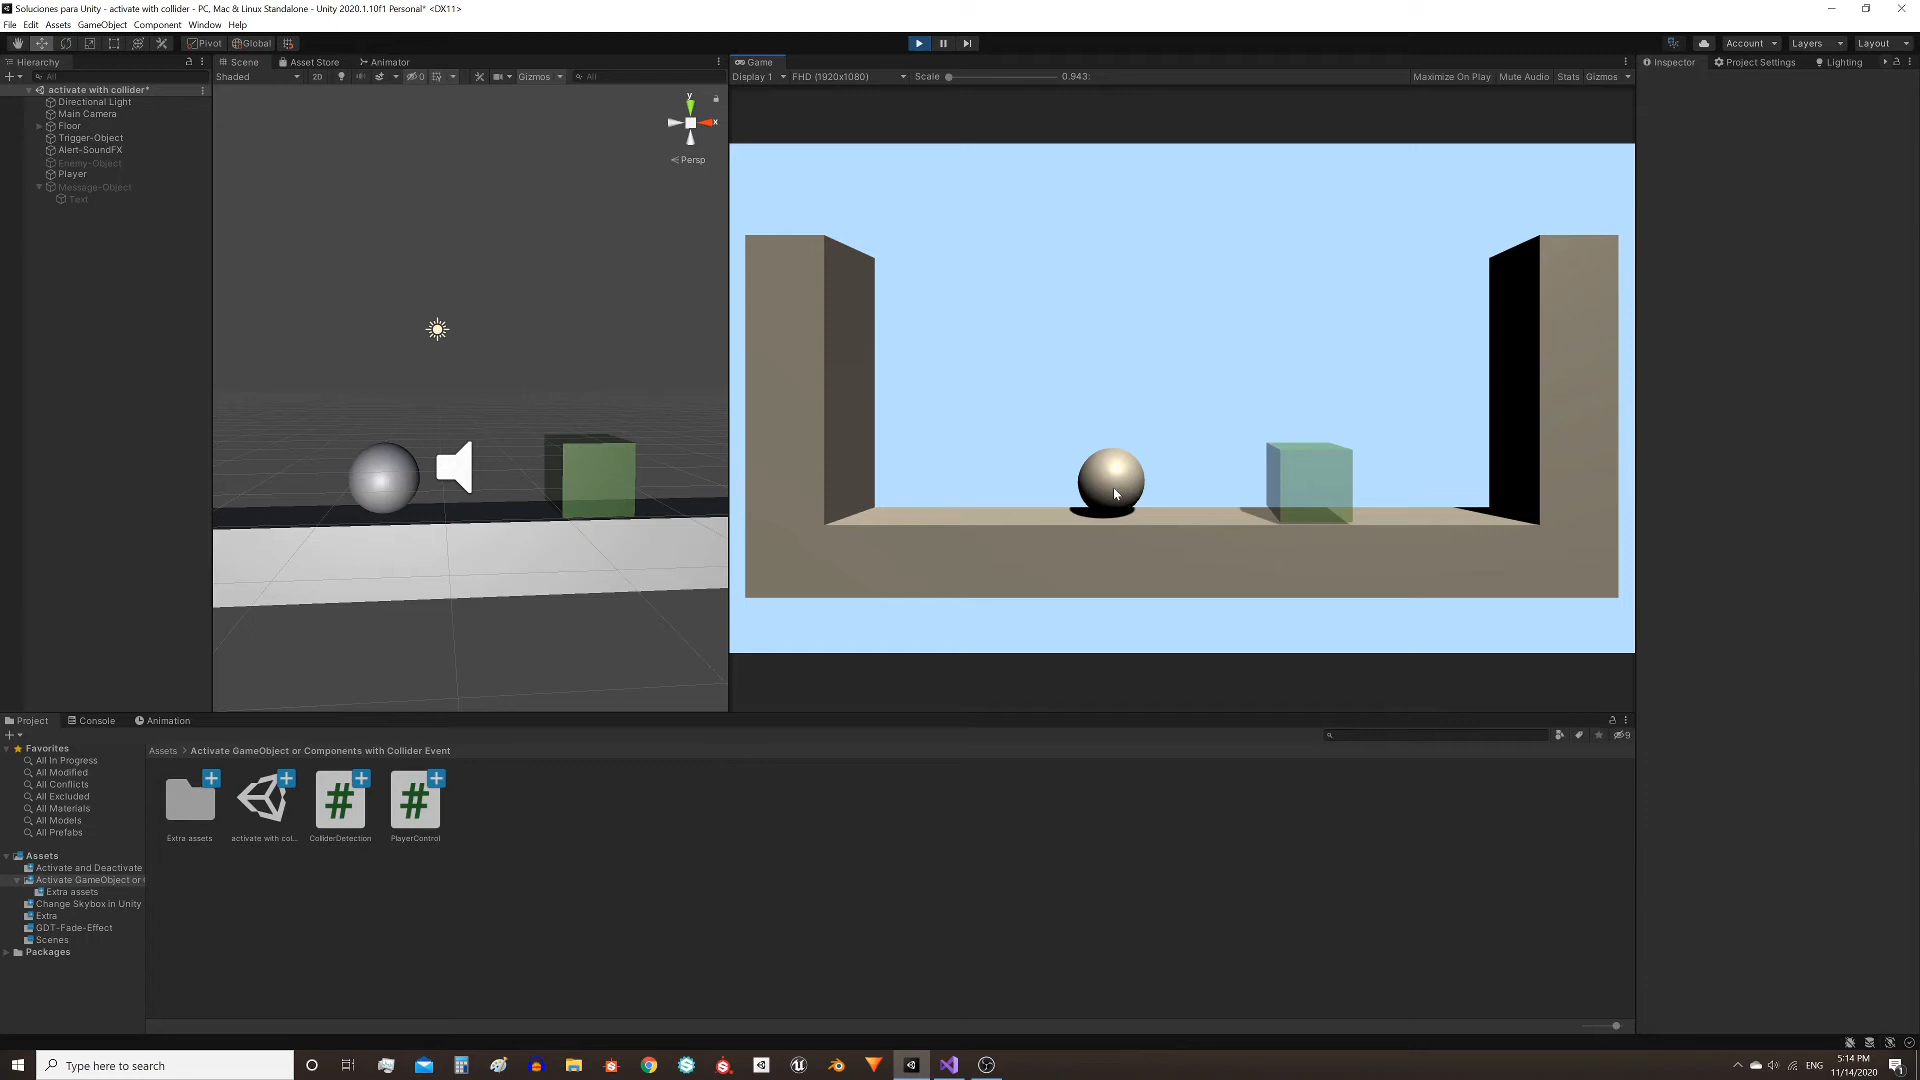 Soluciones para Unity - activate with collider - PC, Mac & Linux Standalone - Unity 2020.1.10f1 Personal* <DX11>
File Edit Assets GameObject Component Window Help
Pivot Global Account Layers Layout
Hierarchy Scene Asset Store Animator Game Inspector Project Settings Lighting
All Shaded 2D 0 Gizmos All Display 1 FHD (1920x1080) Scale 0.943: Maximize On Play Mute Audio Stats Gizmos
activate with collider*
Directional Light
Main Camera
Floor
Trigger-Object
Alert-SoundFX
Enemy-Object
Player
Message-Object
Text
y
x
Persp
Project Console Animation
9
Favorites
All In Progress
All Modified
All Conflicts
All Excluded
All Materials
All Models
All Prefabs
Assets
Activate and Deactivate
Activate GameObject or
Extra assets
Change Skybox in Unity
Extra
GDT-Fade-Effect
Scenes
Packages
Assets > Activate GameObject or Components with Collider Event
Extra assets activate with col... ColliderDetection PlayerControl
Type here to search
ENG
5:14 PM
11/14/2020
1